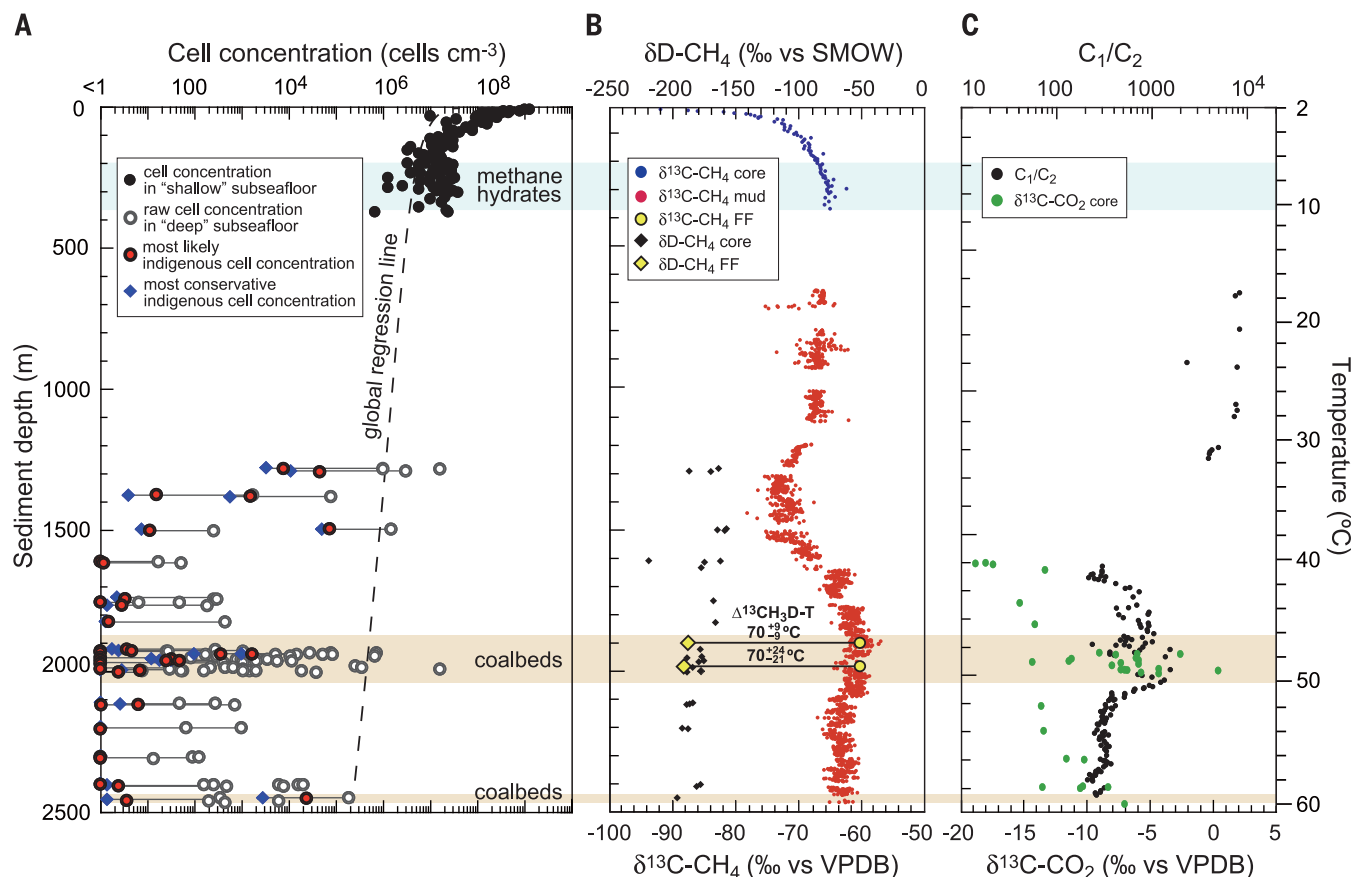 A
Cell concentration (cells cm-3)
<1 100 10^4 10^6 10^8
0
500
1000
1500
2000
2500
Sediment depth (m)
cell concentration
in "shallow" subseafloor
raw cell concentration
in "deep" subseafloor
most likely
indigenous cell concentration
most conservative
indigenous cell concentration
methane
hydrates
global regression line
coalbeds
coalbeds
B
δD-CH4 (‰ vs SMOW)
-250 -200 -150 -100 -50 0
δ13C-CH4 core
δ13C-CH4 mud
δ13C-CH4 FF
δD-CH4 core
δD-CH4 FF
Δ13CH3D-T
70 +9 -9 ºC
70 +24 -21 ºC
-100 -90 -80 -70 -60 -50
δ13C-CH4 (‰ vs VPDB)
C
C1/C2
10 100 1000 10^4
C1/C2
δ13C-CO2 core
2
10
20
30
40
50
60
Temperature (ºC)
-20 -15 -10 -5 0 5
δ13C-CO2 (‰ vs VPDB)